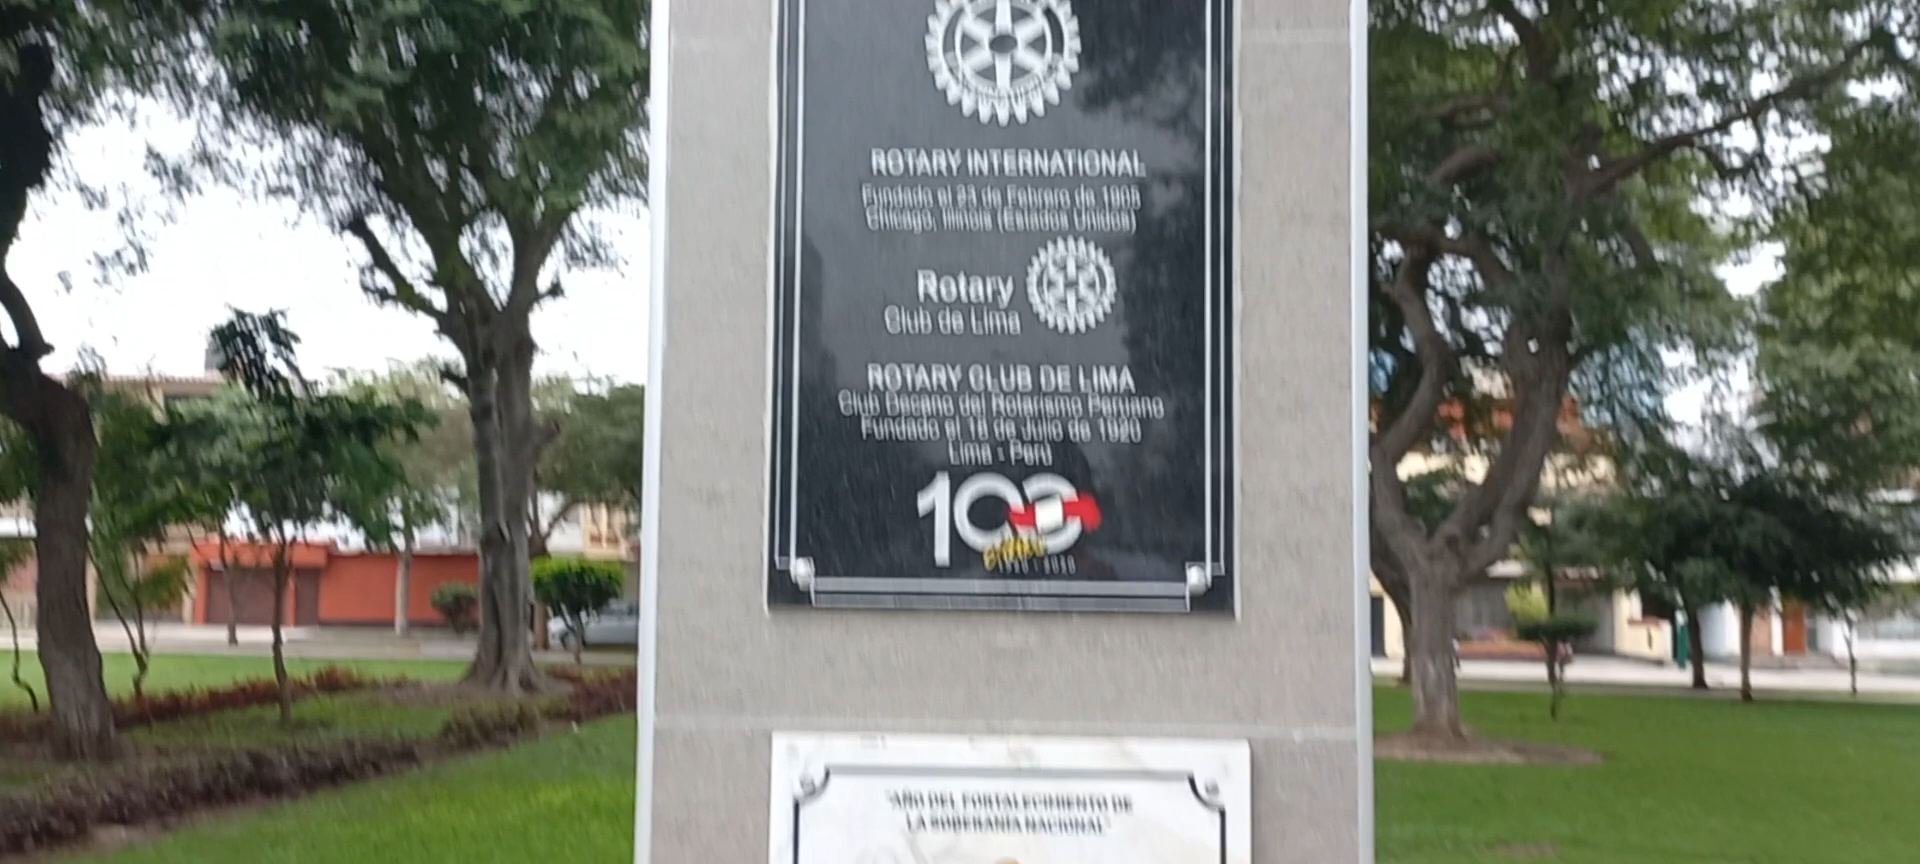 ROTARY INTERNATIONAL
Fundado el 23 de Febrero de 1905
Chicago, Illinois (Estados Unidos)
Rotary
Club de Lima
ROTARY CLUB DE LIMA
Club Decano del Rotarismo Peruano
Fundado el 18 de Julio de 1920
Lima - Perú
100
1920 - 2020
"AÑO DEL FORTALECIMIENTO DE
LA SOBERANÍA NACIONAL"